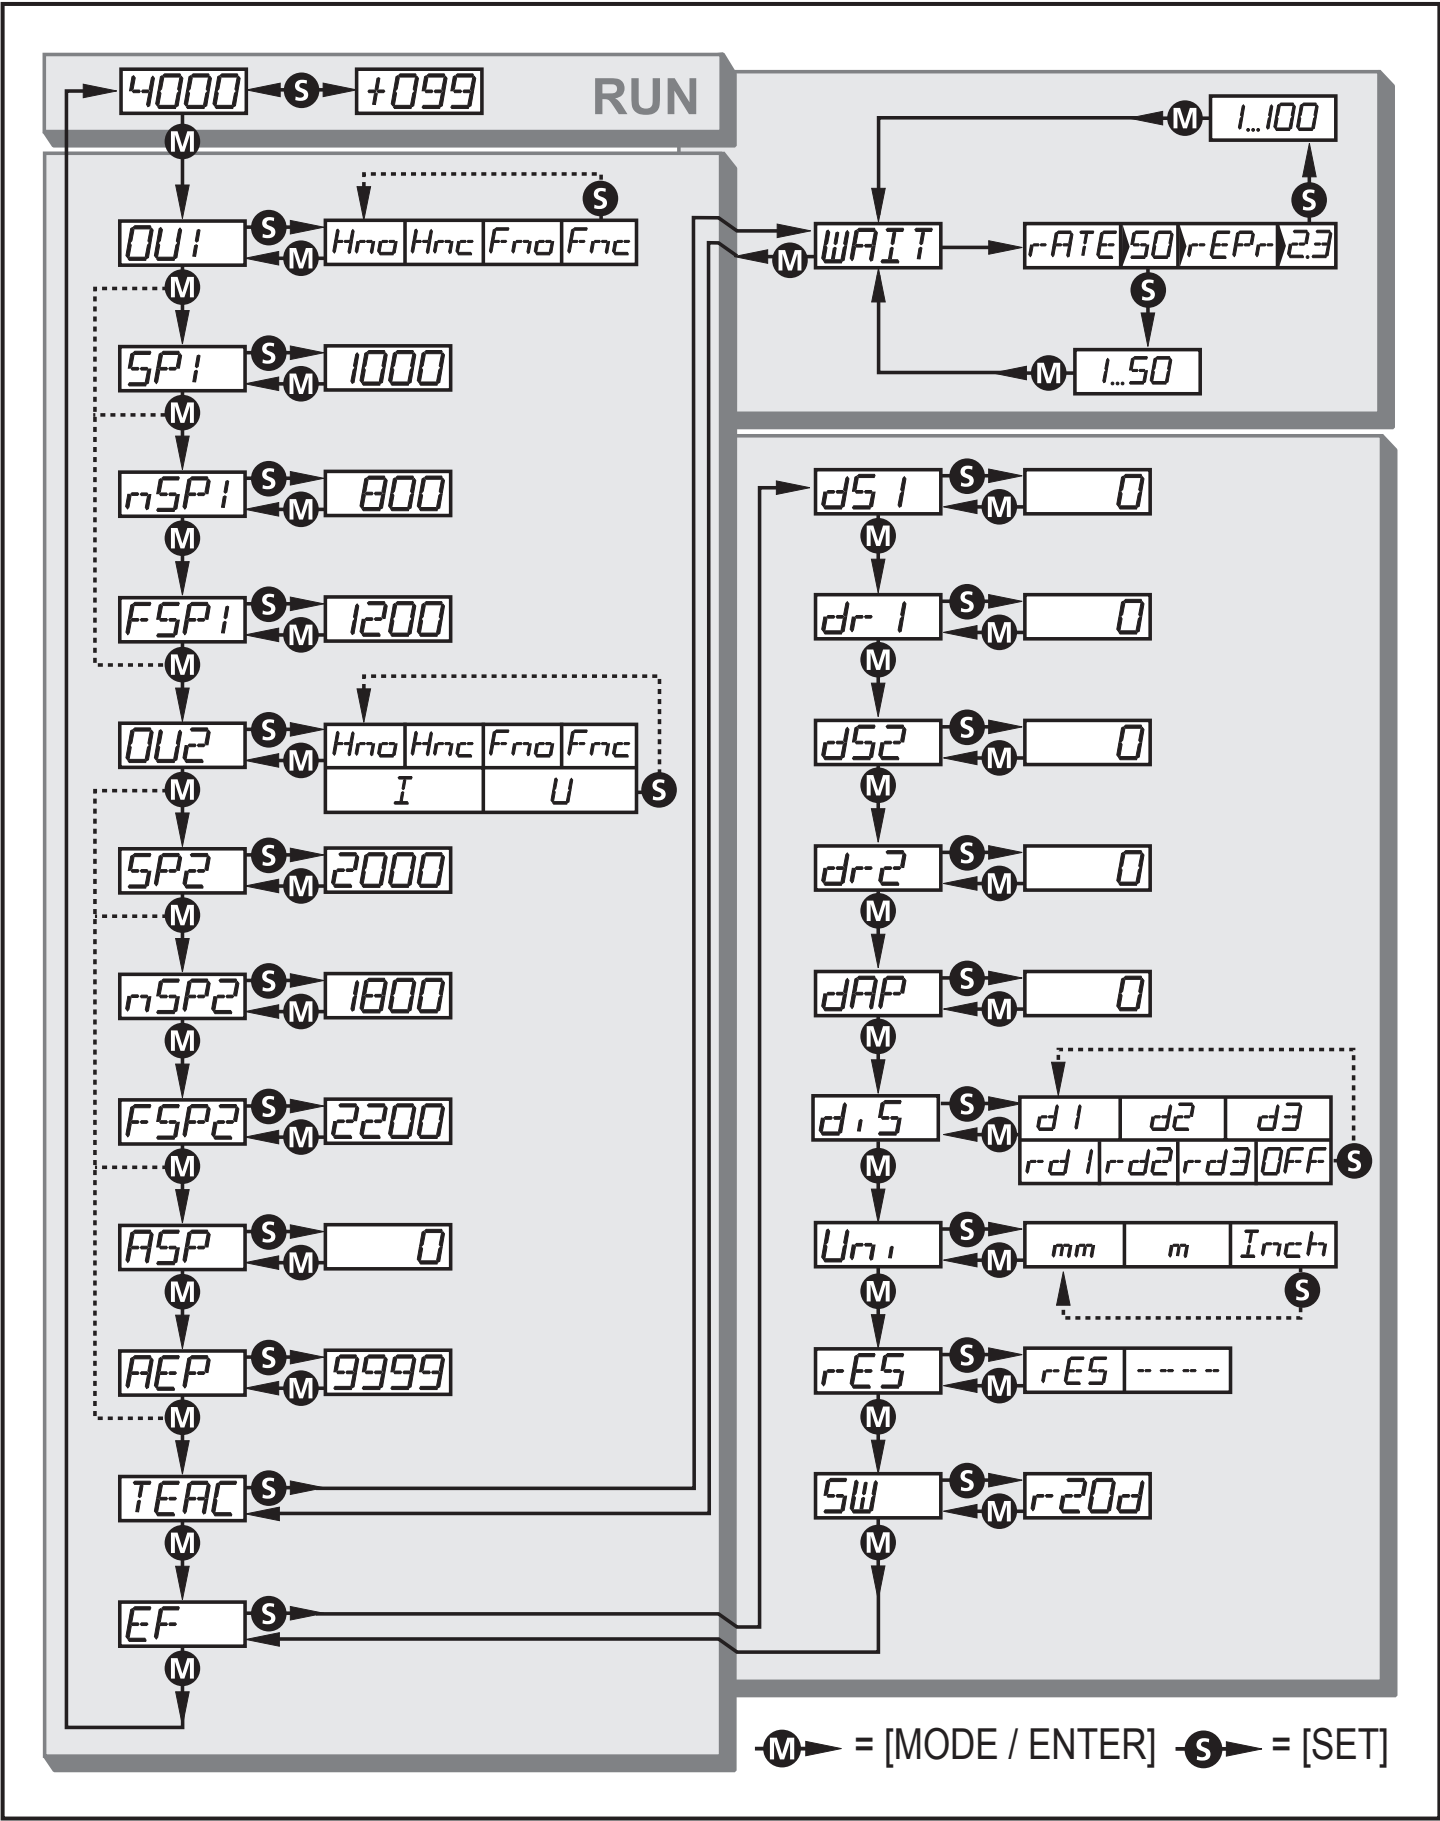 4000 S +099 RUN
M
OU1 S M Hno Hnc Fno Fnc S
M
SP1 S M 1000
M
nSP1 S M 800
M
FSP1 S M 1200
M
OU2 S M Hno Hnc Fno Fnc
I U S
M
SP2 S M 2000
M
nSP2 S M 1800
M
FSP2 S M 2200
M
ASP S M 0
M
AEP S M 9999
M
TEAC S
M
EF S
M
M 1...100
S
M WAIT rATE 50 rEPr 2.3
S
M 1...50
dS1 S M 0
M
dr1 S M 0
M
dS2 S M 0
M
dr2 S M 0
M
dAP S M 0
M
diS S M d1 d2 d3
rd1 rd2 rd3 OFF S
M
Uni S M mm m Inch
S
M
rES S M rES ----
M
SW S M r20d
M
M = [MODE / ENTER] S = [SET]